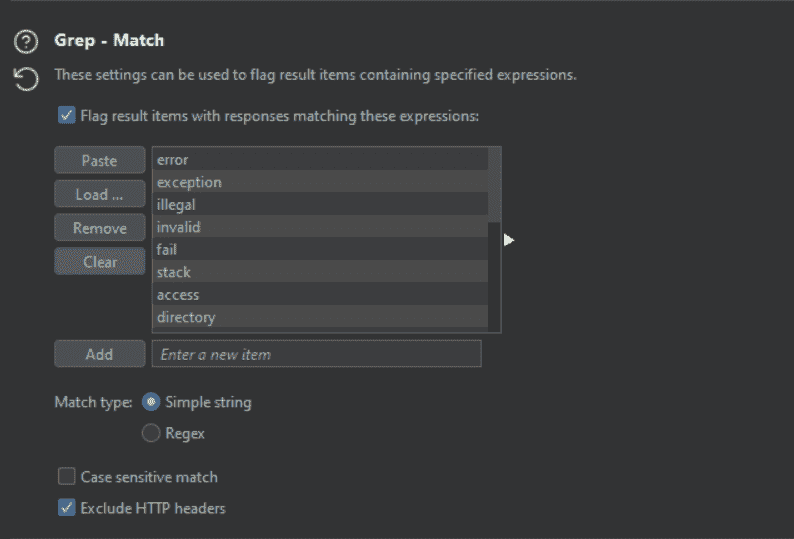 Grep - Match
These settings can be used to flag result items containing specified expressions.
Flag result items with responses matching these expressions:
Paste
Load ...
Remove
Clear
error
exception
illegal
invalid
fail
stack
access
directory
Add
Enter a new item
Match type:
Simple string
Regex
Case sensitive match
Exclude HTTP headers